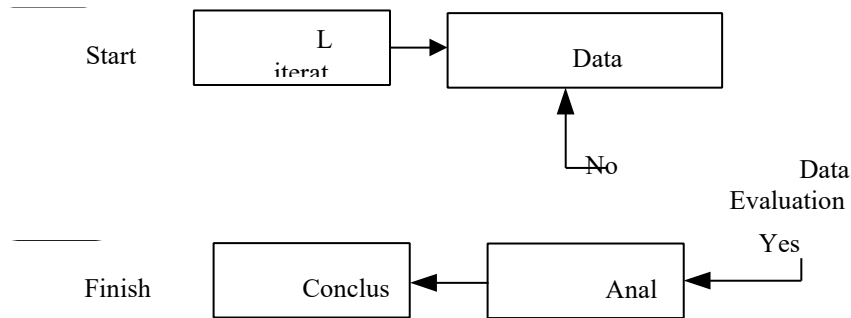 Start
L
iterat
Data
No
Data
Evaluation
Yes
Finish
Conclus
Anal